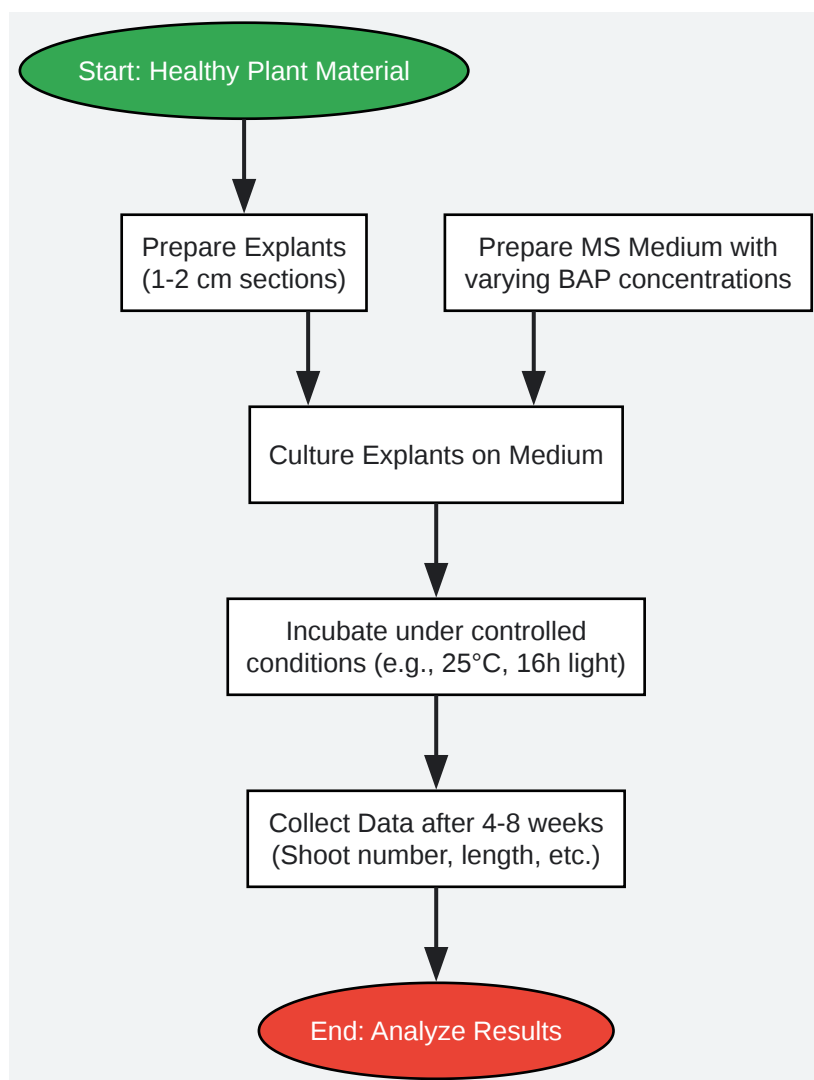 Start: Healthy Plant Material
Prepare Explants
(1-2 cm sections)
Prepare MS Medium with
varying BAP concentrations
Culture Explants on Medium
Incubate under controlled
conditions (e.g., 25°C, 16h light)
Collect Data after 4-8 weeks
(Shoot number, length, etc.)
End: Analyze Results